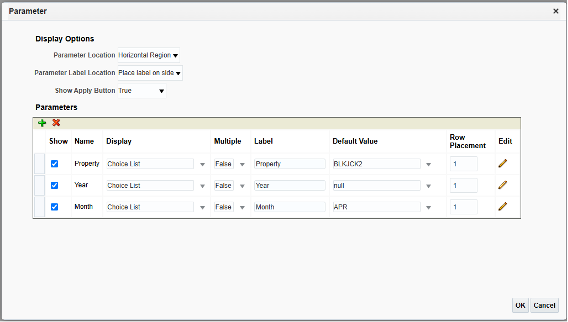 Parameter
Display Options
Parameter Location Horizontal Region
Parameter Label Location Place label on side
Show Apply Button True
Parameters
Show Name Display Multiple Label Default Value Row Placement Edit
Property Choice List False Property BLKJCK2 1
Year Choice List False Year null 1
Month Choice List False Month APR 1
OK Cancel